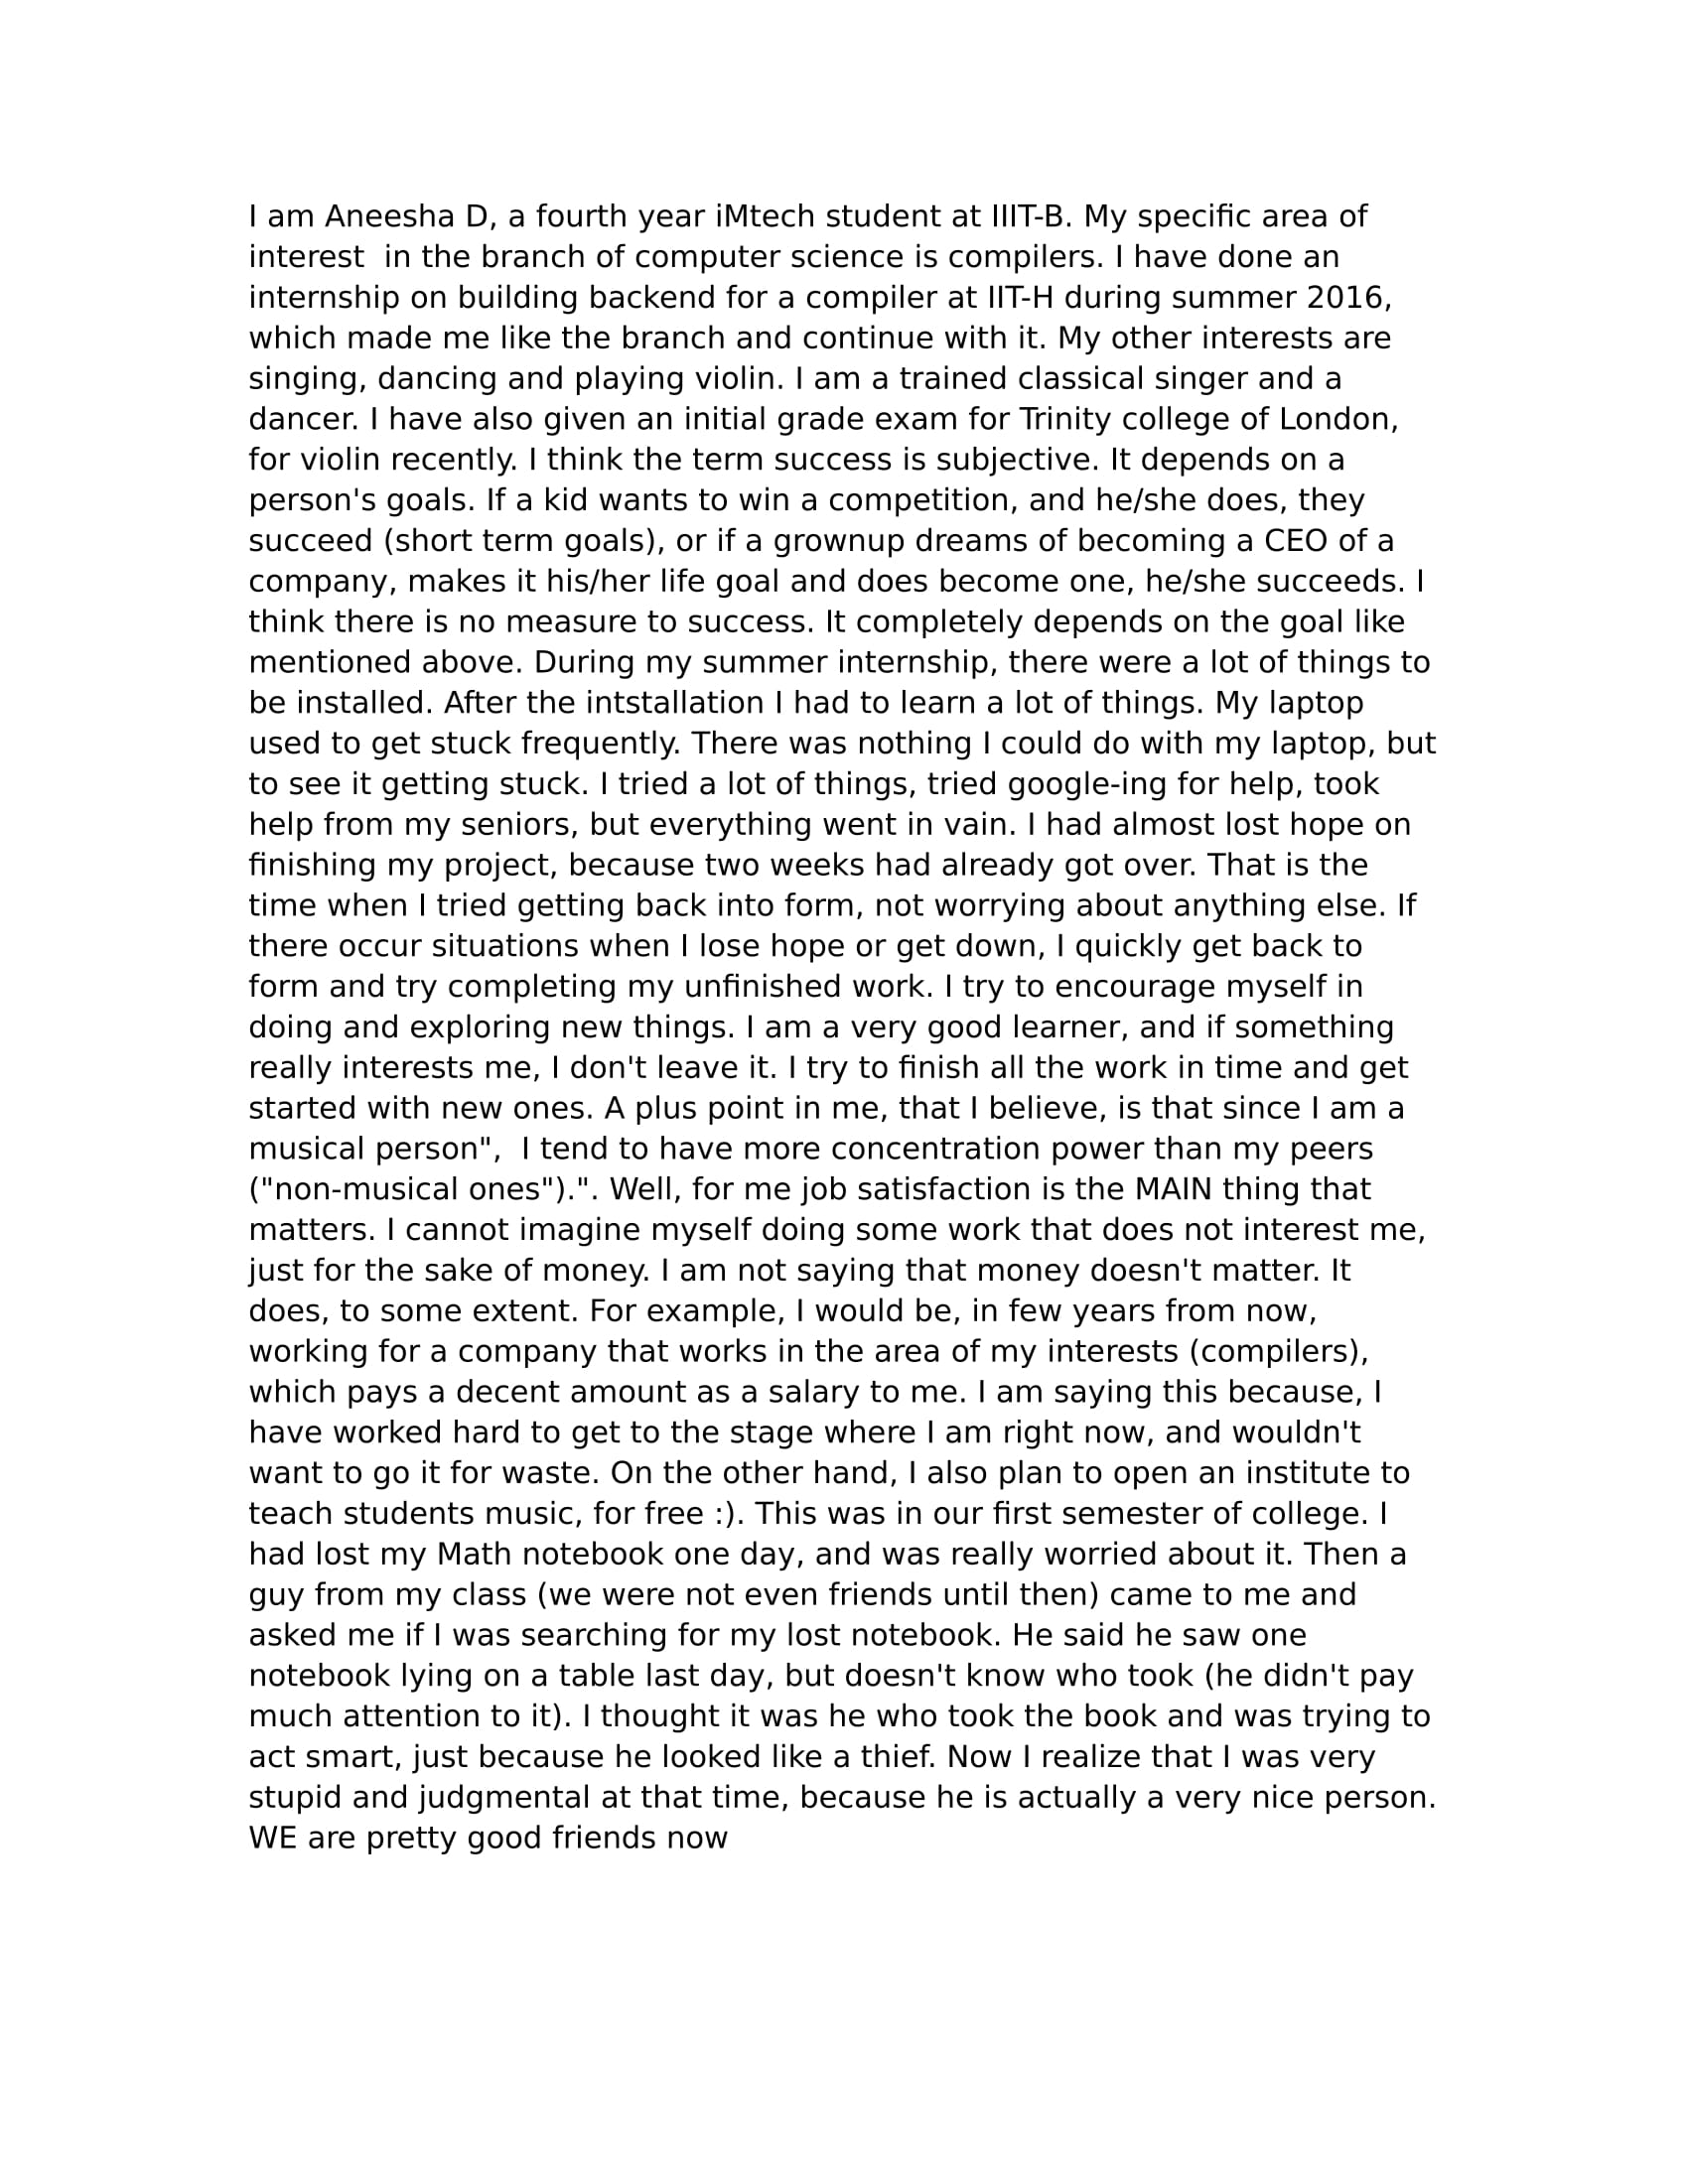 I am Aneesha D, a fourth year iMtech student at IIIT-B. My specific area of
interest  in the branch of computer science is compilers. I have done an
internship on building backend for a compiler at IIT-H during summer 2016,
which made me like the branch and continue with it. My other interests are
singing, dancing and playing violin. I am a trained classical singer and a
dancer. I have also given an initial grade exam for Trinity college of London,
for violin recently. I think the term success is subjective. It depends on a
person's goals. If a kid wants to win a competition, and he/she does, they
succeed (short term goals), or if a grownup dreams of becoming a CEO of a
company, makes it his/her life goal and does become one, he/she succeeds. I
think there is no measure to success. It completely depends on the goal like
mentioned above. During my summer internship, there were a lot of things to
be installed. After the intstallation I had to learn a lot of things. My laptop
used to get stuck frequently. There was nothing I could do with my laptop, but
to see it getting stuck. I tried a lot of things, tried google-ing for help, took
help from my seniors, but everything went in vain. I had almost lost hope on
finishing my project, because two weeks had already got over. That is the
time when I tried getting back into form, not worrying about anything else. If
there occur situations when I lose hope or get down, I quickly get back to
form and try completing my unfinished work. I try to encourage myself in
doing and exploring new things. I am a very good learner, and if something
really interests me, I don't leave it. I try to finish all the work in time and get
started with new ones. A plus point in me, that I believe, is that since I am a
musical person",  I tend to have more concentration power than my peers
("non-musical ones").". Well, for me job satisfaction is the MAIN thing that
matters. I cannot imagine myself doing some work that does not interest me,
just for the sake of money. I am not saying that money doesn't matter. It
does, to some extent. For example, I would be, in few years from now,
working for a company that works in the area of my interests (compilers),
which pays a decent amount as a salary to me. I am saying this because, I
have worked hard to get to the stage where I am right now, and wouldn't
want to go it for waste. On the other hand, I also plan to open an institute to
teach students music, for free :). This was in our first semester of college. I
had lost my Math notebook one day, and was really worried about it. Then a
guy from my class (we were not even friends until then) came to me and
asked me if I was searching for my lost notebook. He said he saw one
notebook lying on a table last day, but doesn't know who took (he didn't pay
much attention to it). I thought it was he who took the book and was trying to
act smart, just because he looked like a thief. Now I realize that I was very
stupid and judgmental at that time, because he is actually a very nice person.
WE are pretty good friends now